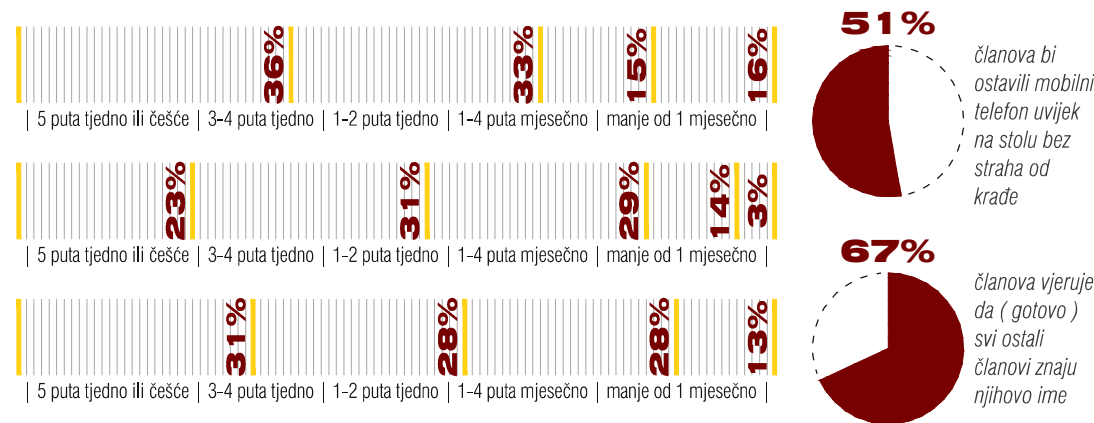 36%
33%
15%
16%
| 5 puta tjedno ili češće | 3-4 puta tjedno | 1-2 puta tjedno | 1-4 puta mjesečno | manje od 1 mjesečno |
23%
31%
29%
14%
3%
| 5 puta tjedno ili češće | 3-4 puta tjedno | 1-2 puta tjedno | 1-4 puta mjesečno | manje od 1 mjesečno |
31%
28%
28%
13%
| 5 puta tjedno ili češće | 3-4 puta tjedno | 1-2 puta tjedno | 1-4 puta mjesečno | manje od 1 mjesečno |
51%
članova bi
ostavili mobilni
telefon uvijek
na stolu bez
straha od
krađe
67%
članova vjeruje
da ( gotovo )
svi ostali
članovi znaju
njihovo ime